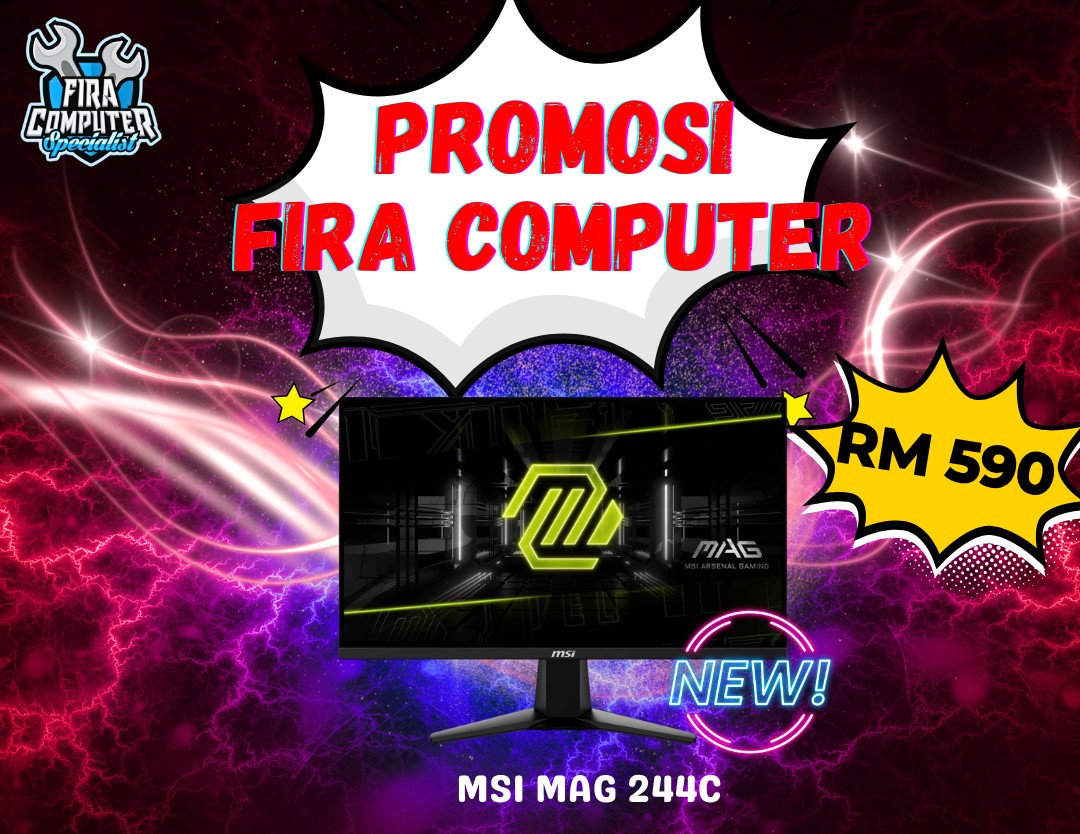 FIRA
COMPUTER
Specialist
PROMOSI
FIRA COMPUTER
RM 590
MAG
MSI ARSENAL GAMING
msi
NEW!
MSI MAG 244C